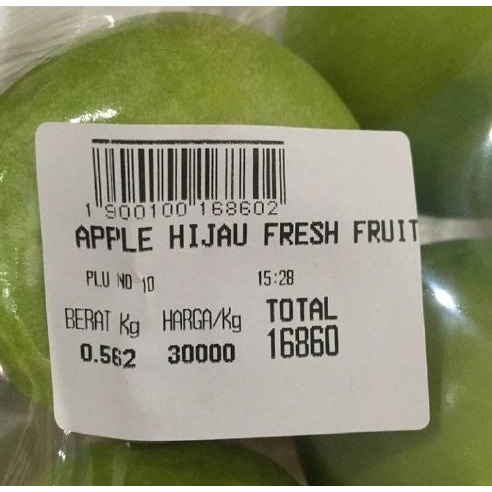 1 900100 168602
APPLE HIJAU FRESH FRUIT
PLU NO 10 15:28
BERAT Kg HARGA/Kg TOTAL
0.562 30000 16860